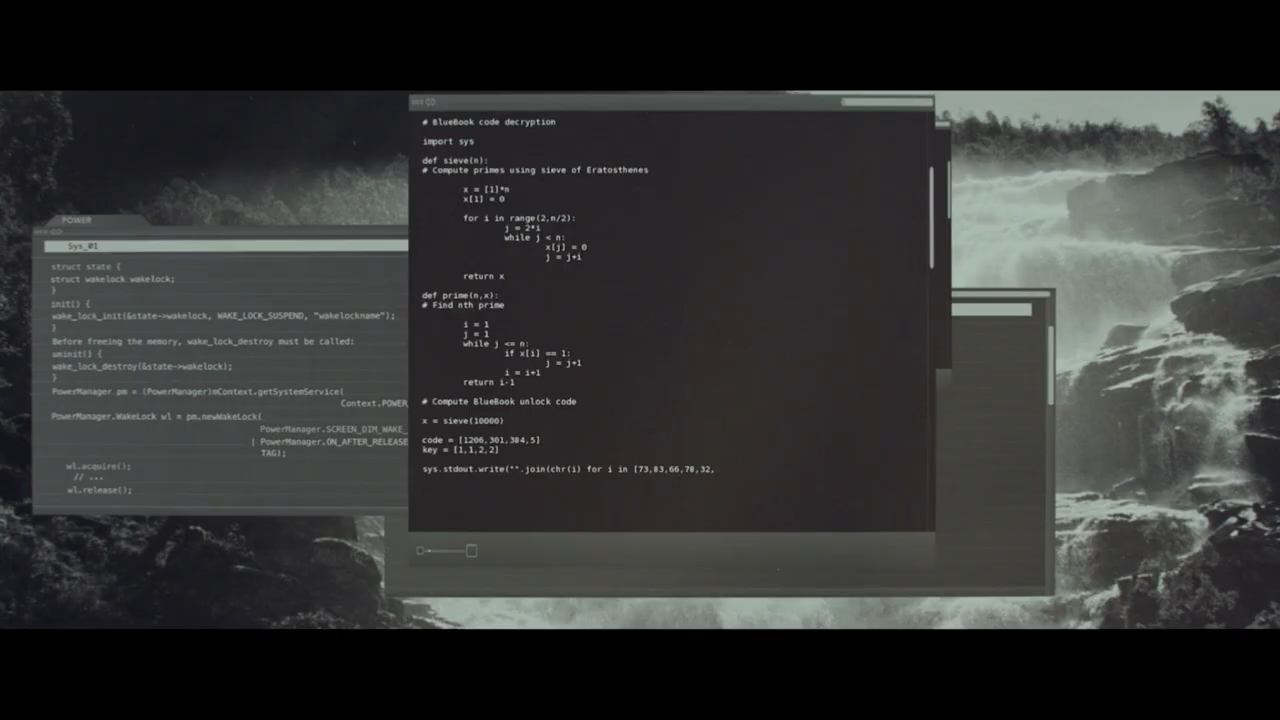 # BlueBook code decryption
import sys
def sieve(n):
# Compute primes using sieve of Eratosthenes
x = [1]*n
x[1] = 0
for i in range(2,n/2):
j = 2*i
while j < n:
x[j] = 0
j = j+i
return x
def prime(n,x):
# Find nth prime
i = 1
j = 1
while j <= n:
if x[i] == 1:
j = j+1
i = i+1
return i-1
# Compute BlueBook unlock code
x = sieve(10000)
code = [1206,301,384,5]
key = [1,1,2,2]
sys.stdout.write("".join(chr(i) for i in [73,83,66,78,32,
POWER
Sys_01
struct state {
struct wakelock wakelock;
}
init() {
wake_lock_init(&state->wakelock, WAKE_LOCK_SUSPEND, "wakelockname");
}
Before freeing the memory, wake_lock_destroy must be called:
uninit() {
wake_lock_destroy(&state->wakelock);
}
PowerManager pm = (PowerManager)mContext.getSystemService(
Context.POWER_
PowerManager.WakeLock wl = pm.newWakeLock(
PowerManager.SCREEN_DIM_WAKE_
| PowerManager.ON_AFTER_RELEASE
TAG);
wl.acquire();
// ...
wl.release();